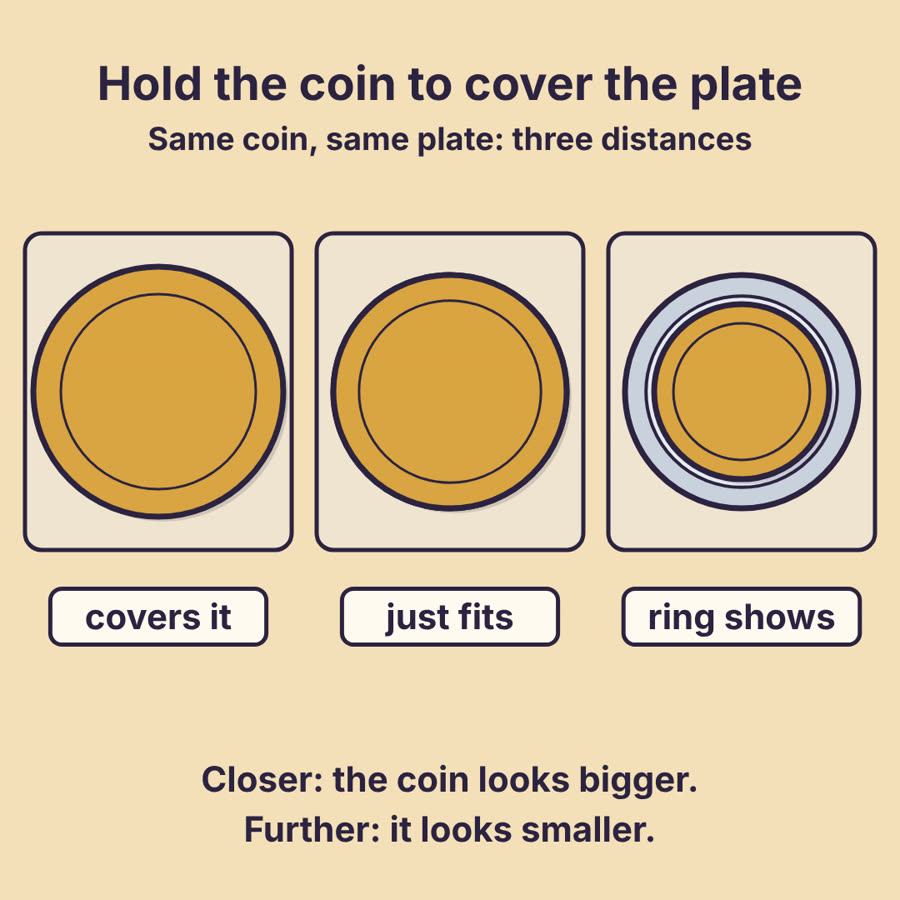 Hold the coin to cover the plate
Same coin, same plate: three distances
covers it
just fits
ring shows
Closer: the coin looks bigger.
Further: it looks smaller.